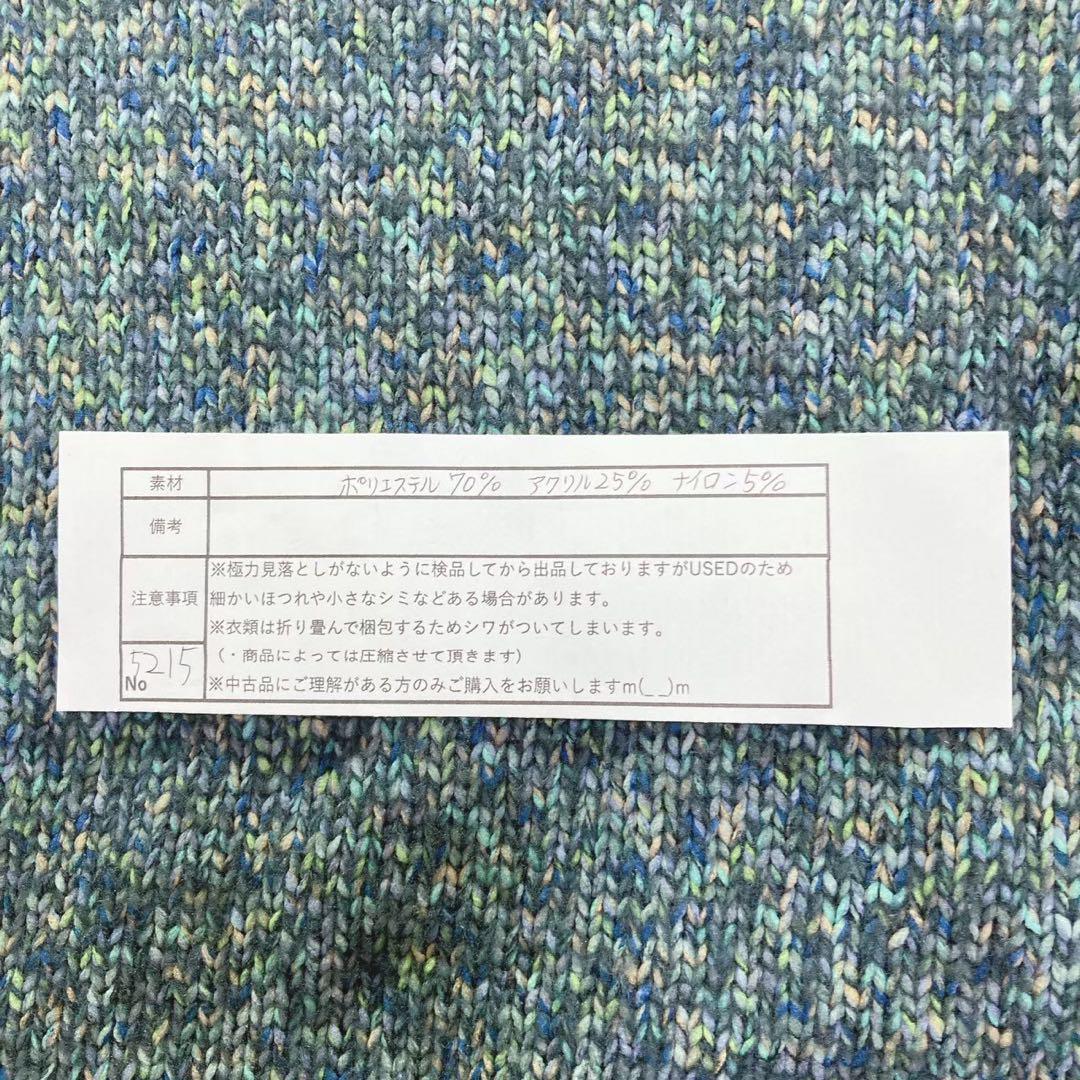 素材 ポリエステル 70% アクリル25% ナイロン5%
備考
注意事項
※極力見落としがないように検品してから出品しておりますがUSEDのため
細かいほつれや小さなシミなどある場合があります。
※衣類は折り畳んで梱包するためシワがついてしまいます。
（・商品によっては圧縮させて頂きます）
※中古品にご理解がある方のみご購入をお願いしますm(_ _)m
No 5215